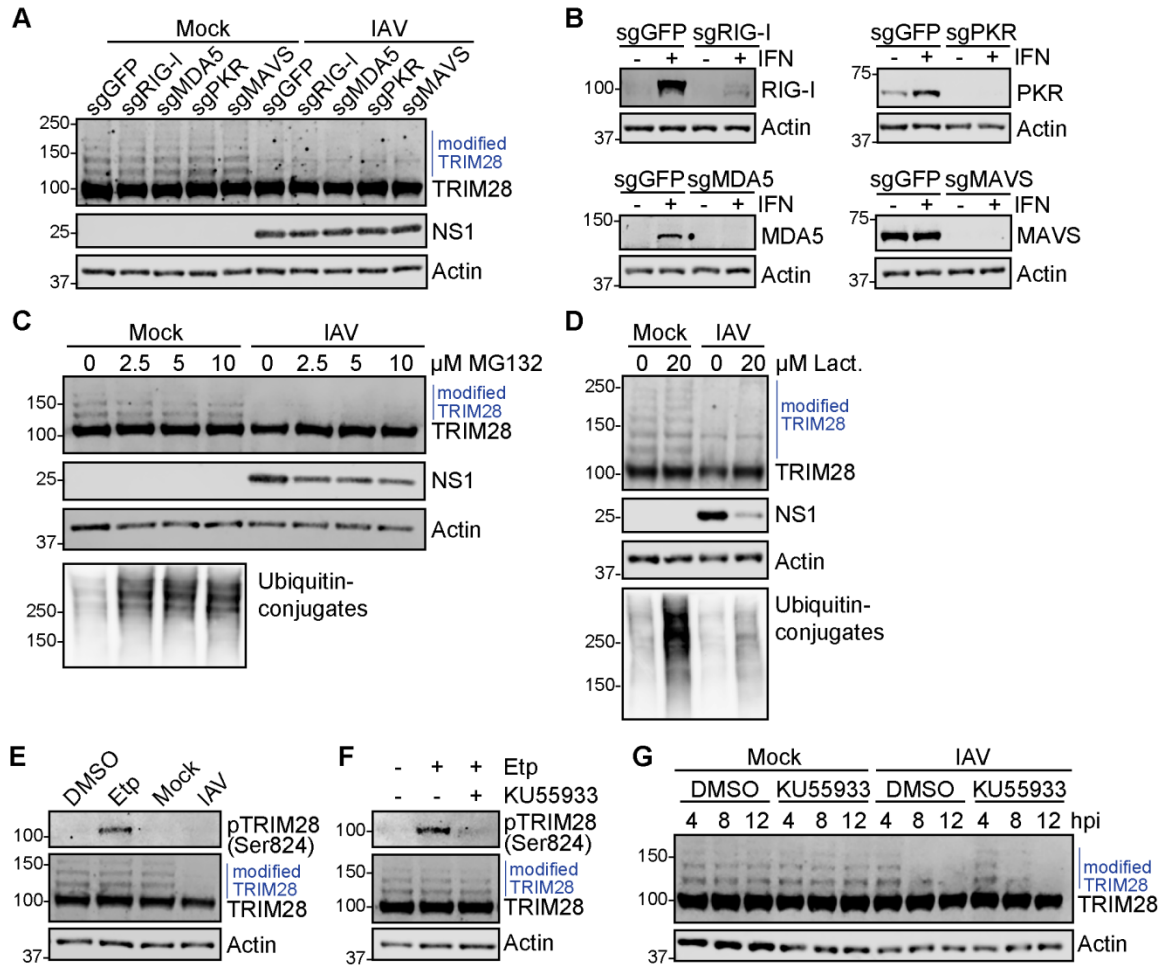 A
Mock IAV
sgGFP sgRIG-I sgMDA5 sgPKR sgMAVS sgGFP sgRIG-I sgMDA5 sgPKR sgMAVS
250-
150-
100-
modified
TRIM28
TRIM28
25-
NS1
37-
Actin
B
sgGFP sgRIG-I
- + - + IFN
100-
RIG-I
37-
Actin
sgGFP sgPKR
- + - + IFN
75-
PKR
37-
Actin
sgGFP sgMDA5
- + - + IFN
150-
MDA5
37-
Actin
sgGFP sgMAVS
- + - + IFN
75-
MAVS
37-
Actin
C
Mock IAV
0 2.5 5 10 0 2.5 5 10 µM MG132
150-
100-
modified
TRIM28
TRIM28
25-
NS1
37-
Actin
250-
150-
Ubiquitin-
conjugates
D
Mock IAV
0 20 0 20 µM Lact.
250-
150-
100-
modified
TRIM28
TRIM28
25-
NS1
37-
Actin
250-
150-
Ubiquitin-
conjugates
E
DMSO Etp Mock IAV
100-
pTRIM28
(Ser824)
150-
100-
modified
TRIM28
TRIM28
37-
Actin
F
- + + Etp
- - + KU55933
100-
pTRIM28
(Ser824)
150-
100-
modified
TRIM28
TRIM28
37-
Actin
G
Mock IAV
DMSO KU55933 DMSO KU55933
4 8 12 4 8 12 4 8 12 4 8 12 hpi
150-
100-
modified
TRIM28
TRIM28
37-
Actin